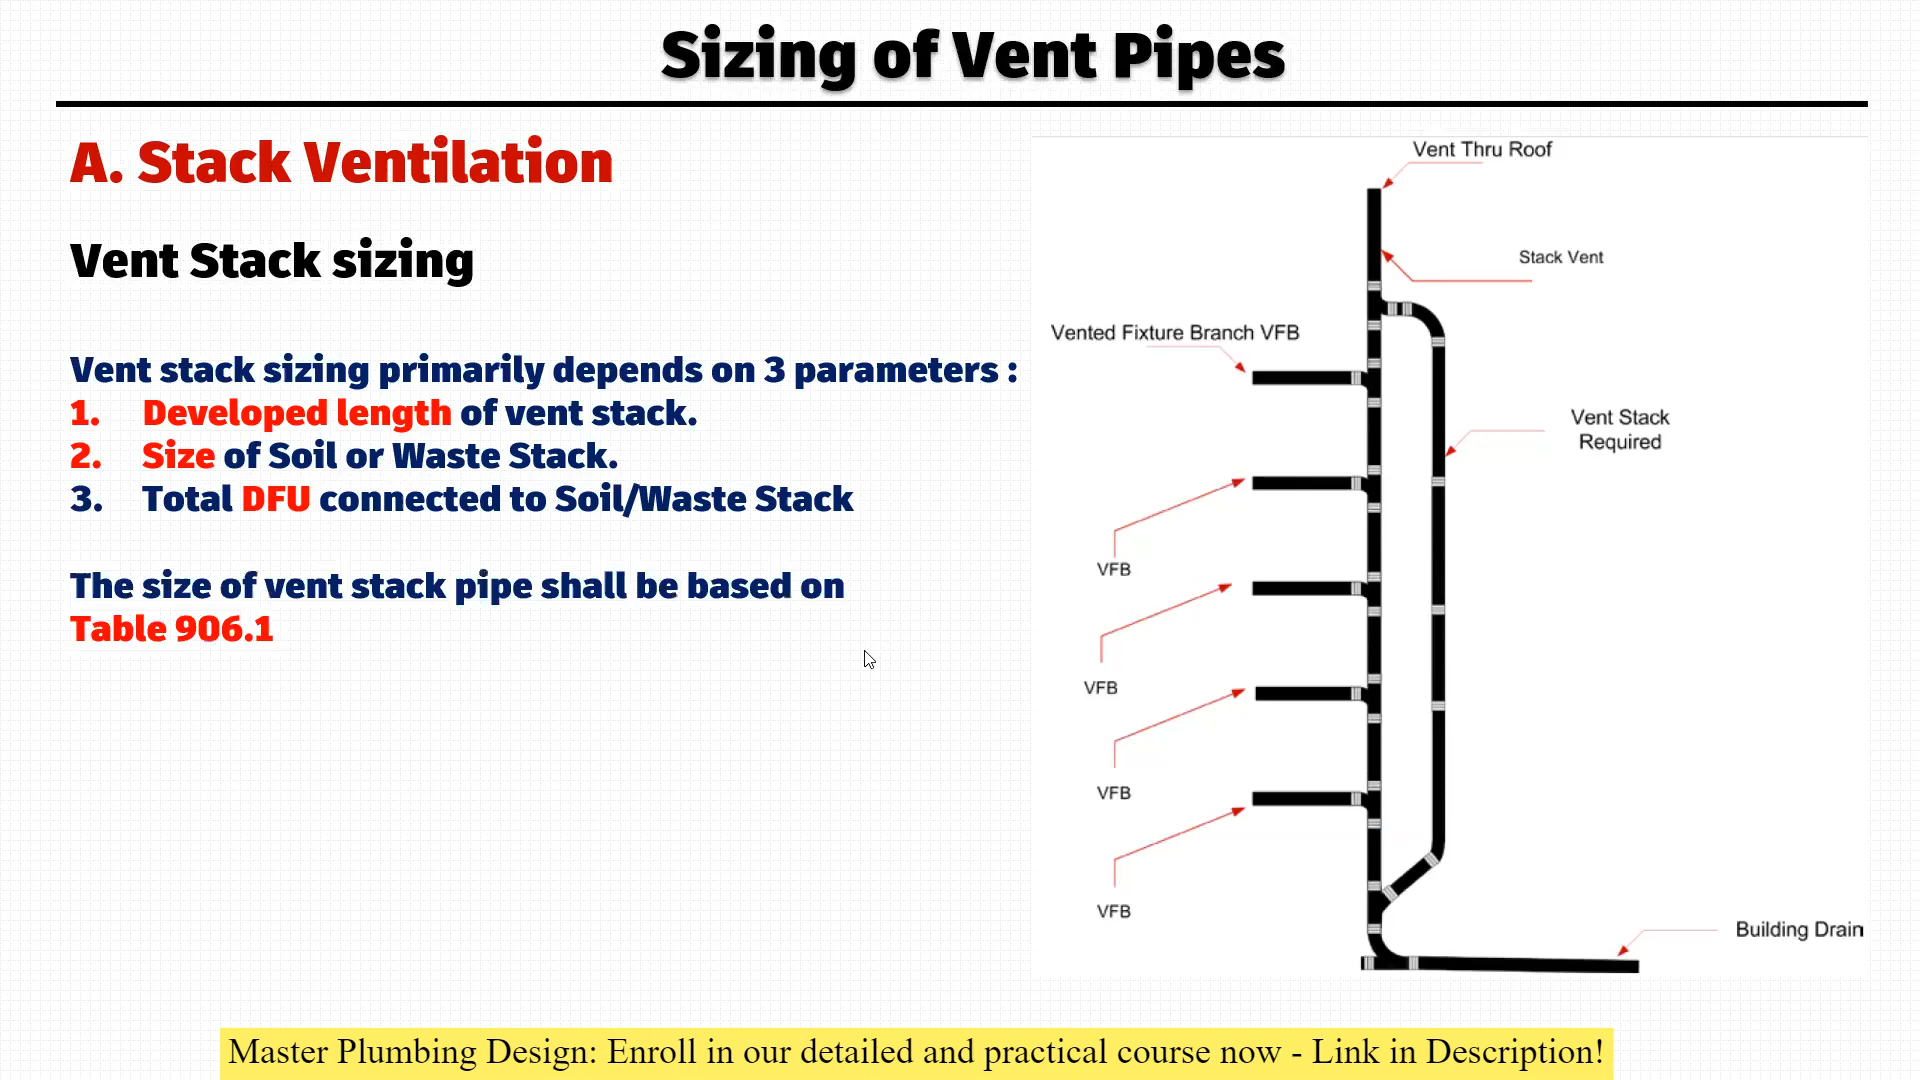 Sizing of Vent Pipes
A. Stack Ventilation
Vent Stack sizing
Vent stack sizing primarily depends on 3 parameters :
1. Developed length of vent stack.
2. Size of Soil or Waste Stack.
3. Total DFU connected to Soil/Waste Stack
The size of vent stack pipe shall be based on
Table 906.1
Vent Thru Roof
Stack Vent
Vented Fixture Branch VFB
Vent Stack
Required
VFB
VFB
VFB
VFB
Building Drain
Master Plumbing Design: Enroll in our detailed and practical course now - Link in Description!